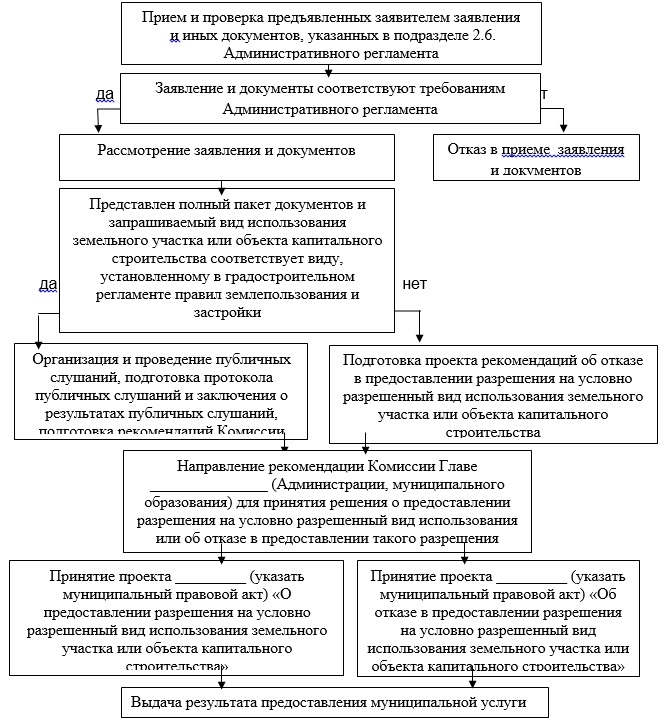 Прием и проверка предъявленных заявителем заявления
и иных документов, указанных в подразделе 2.6.
Административного регламента
да
Заявление и документы соответствуют требованиям
Административного регламента
т
Рассмотрение заявления и документов
Отказ в приеме заявления
и документов
Представлен полный пакет документов и
запрашиваемый вид использования
земельного участка или объекта капитального
строительства соответствует виду,
установленному в градостроительном
регламенте правил землепользования и
застройки
да
нет
Организация и проведение публичных
слушаний, подготовка протокола
публичных слушаний и заключения о
результатах публичных слушаний,
подготовка рекомендаций Комиссии
Подготовка проекта рекомендаций об отказе
в предоставлении разрешения на условно
разрешенный вид использования земельного
участка или объекта капитального
строительства
Направление рекомендации Комиссии Главе
_______________ (Администрации, муниципального
образования) для принятия решения о предоставлении
разрешения на условно разрешенный вид использования
или об отказе в предоставлении такого разрешения
Принятие проекта _________ (указать
муниципальный правовой акт) «О
предоставлении разрешения на условно
разрешенный вид использования земельного
участка или объекта капитального
строительства»
Принятие проекта _________ (указать
муниципальный правовой акт) «Об
отказе в предоставлении разрешения
на условно разрешенный вид
использования земельного участка или
объекта капитального строительства»
Выдача результата предоставления муниципальной услуги